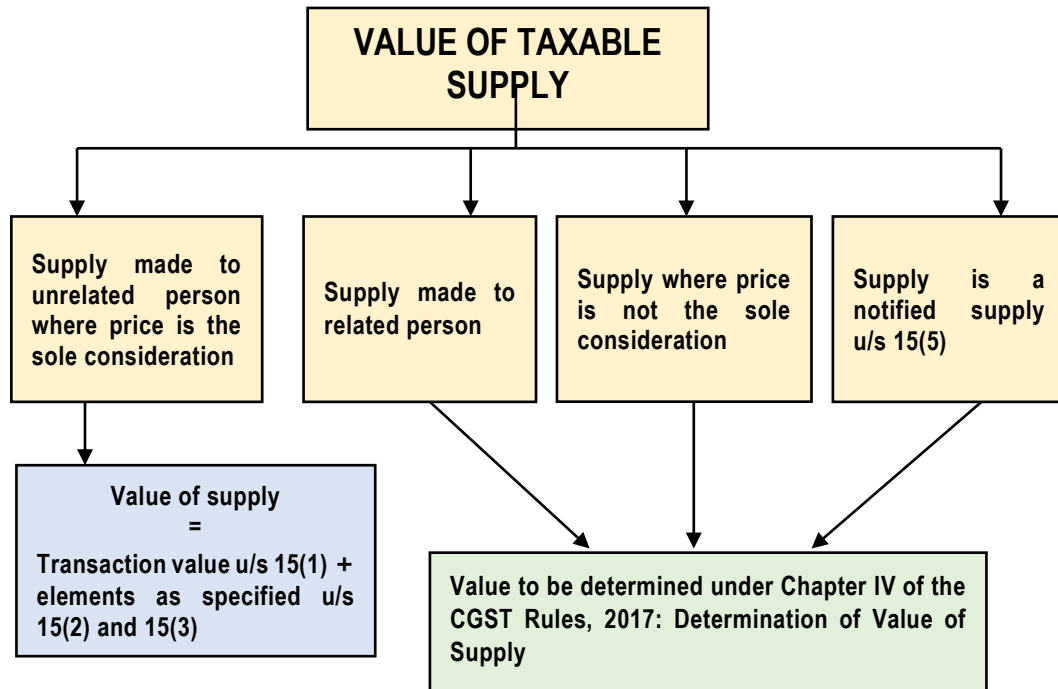 VALUE OF TAXABLE
SUPPLY
Supply made to
unrelated person
where price is the
sole consideration
Supply made to
related person
Supply where price
is not the sole
consideration
Supply is a
notified supply
u/s 15(5)
Value of supply
=
Transaction value u/s 15(1) +
elements as specified u/s
15(2) and 15(3)
Value to be determined under Chapter IV of the
CGST Rules, 2017: Determination of Value of
Supply